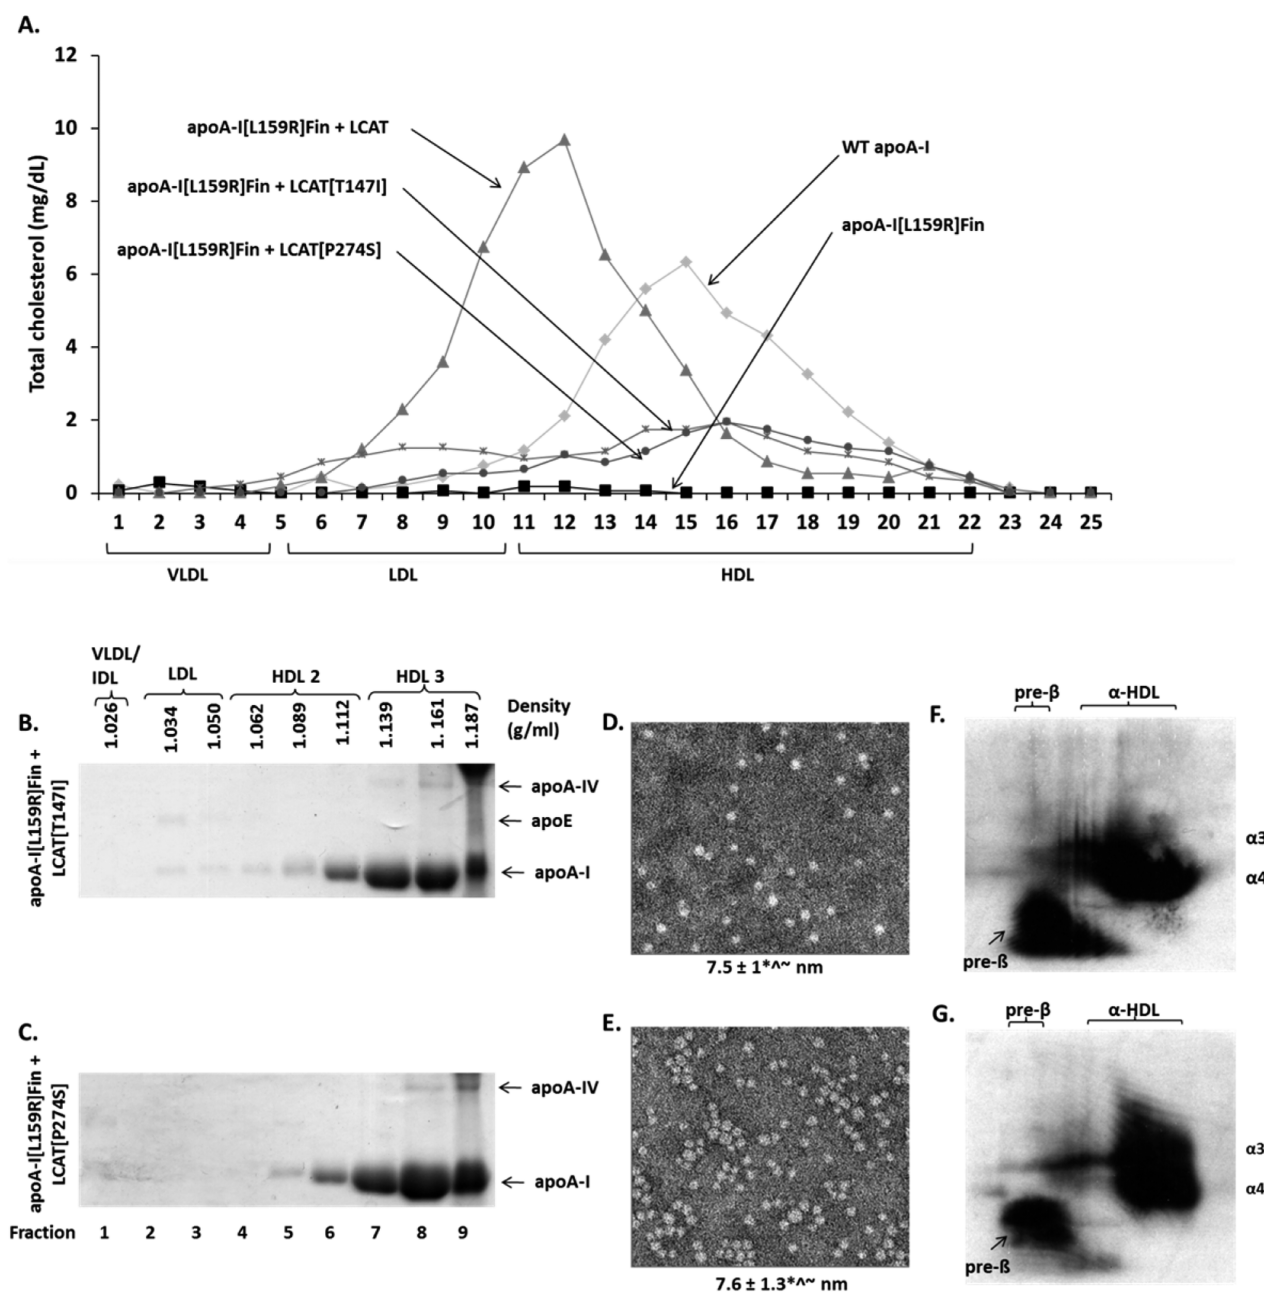 A.
12
10
8
6
4
2
0
Total cholesterol (mg/dL)
apoA-I[L159R]Fin + LCAT
apoA-I[L159R]Fin + LCAT[T147I]
apoA-I[L159R]Fin + LCAT[P274S]
WT apoA-I
apoA-I[L159R]Fin
1 2 3 4 5 6 7 8 9 10 11 12 13 14 15 16 17 18 19 20 21 22 23 24 25
VLDL LDL HDL
B.
apoA-I[L159R]Fin +
LCAT[T147I]
VLDL/
IDL LDL HDL 2 HDL 3
1.026 1.034 1.050 1.062 1.089 1.112 1.139 1.161 1.187
Density
(g/ml)
apoA-IV
apoE
apoA-I
C.
apoA-I[L159R]Fin +
LCAT[P274S]
apoA-IV
apoA-I
Fraction 1 2 3 4 5 6 7 8 9
D.
7.5 ± 1*^~ nm
E.
7.6 ± 1.3*^~ nm
F.
pre-β α-HDL
α3
α4
pre-ß
G.
pre-β α-HDL
α3
α4
pre-ß